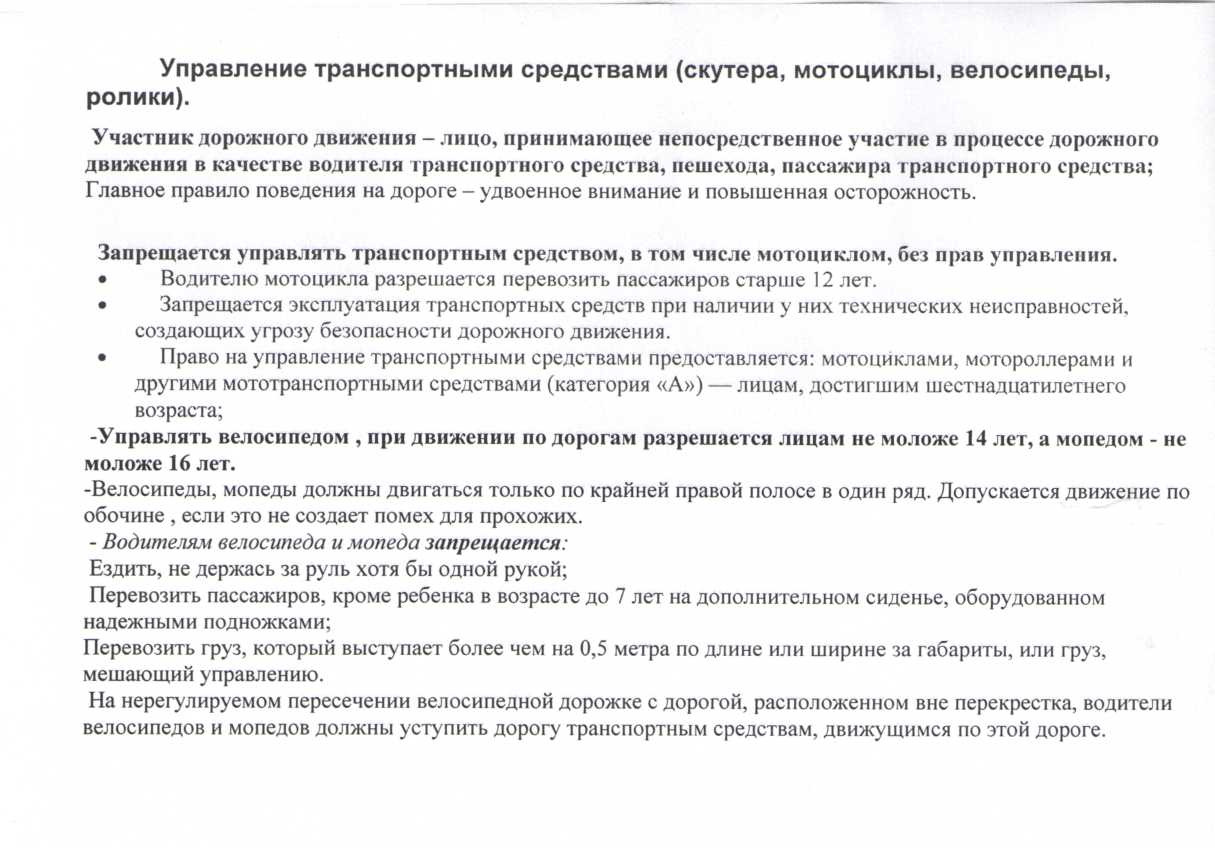 Управление транспортными средствами (скутера, мотоциклы, велосипеды,
ролики).
Участник дорожного движения – лицо, принимающее непосредственное участие в процессе дорожного
движения в качестве водителя транспортного средства, пешехода, пассажира транспортного средства;
Главное правило поведения на дороге – удвоенное внимание и повышенная осторожность.
Запрещается управлять транспортным средством, в том числе мотоциклом, без прав управления.
• Водителю мотоцикла разрешается перевозить пассажиров старше 12 лет.
• Запрещается эксплуатация транспортных средств при наличии у них технических неисправностей,
создающих угрозу безопасности дорожного движения.
• Право на управление транспортными средствами предоставляется: мотоциклами, мотороллерами и
другими мототранспортными средствами (категория «А») — лицам, достигшим шестнадцатилетнего
возраста;
-Управлять велосипедом , при движении по дорогам разрешается лицам не моложе 14 лет, а мопедом - не
моложе 16 лет.
-Велосипеды, мопеды должны двигаться только по крайней правой полосе в один ряд. Допускается движение по
обочине , если это не создает помех для прохожих.
- Водителям велосипеда и мопеда запрещается:
Ездить, не держась за руль хотя бы одной рукой;
Перевозить пассажиров, кроме ребенка в возрасте до 7 лет на дополнительном сиденье, оборудованном
надежными подножками;
Перевозить груз, который выступает более чем на 0,5 метра по длине или ширине за габариты, или груз,
мешающий управлению.
На нерегулируемом пересечении велосипедной дорожке с дорогой, расположенном вне перекрестка, водители
велосипедов и мопедов должны уступить дорогу транспортным средствам, движущимся по этой дороге.